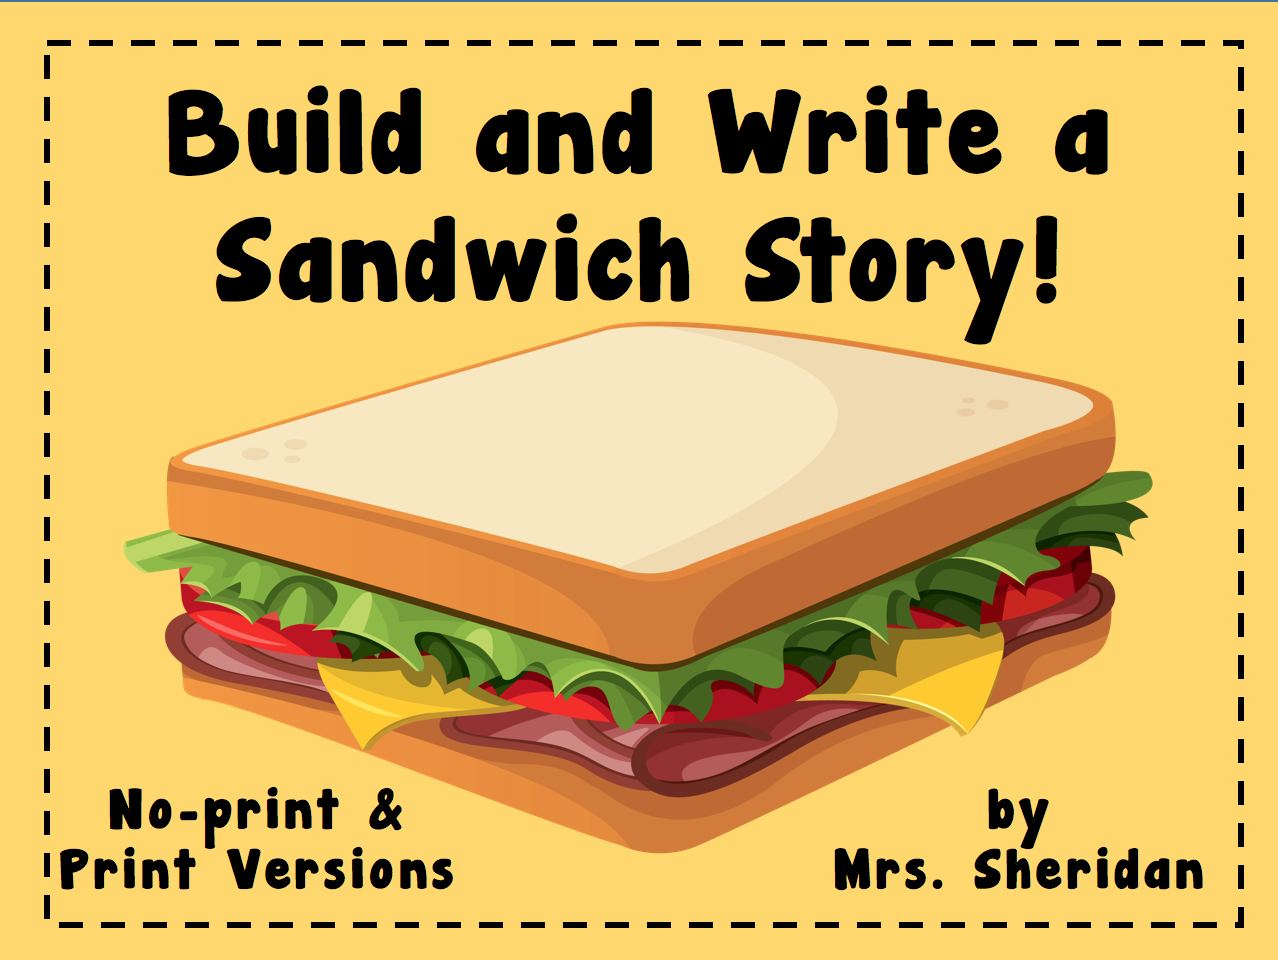 Build and Write a
Sandwich Story!
No-print &
Print Versions
by
Mrs. Sheridan